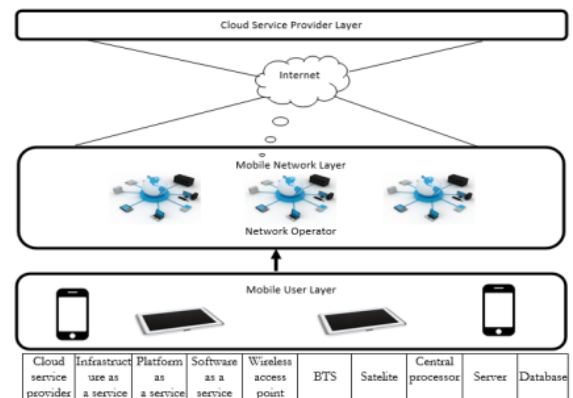 Cloud Service Provider Layer
Internet
Mobile Network Layer
Network Operator
Mobile User Layer
Cloud service provider
Infrastruct ure as a service
Platform as a service
Software as a service
Wireless access point
BTS
Satelite
Central processor
Server
Database